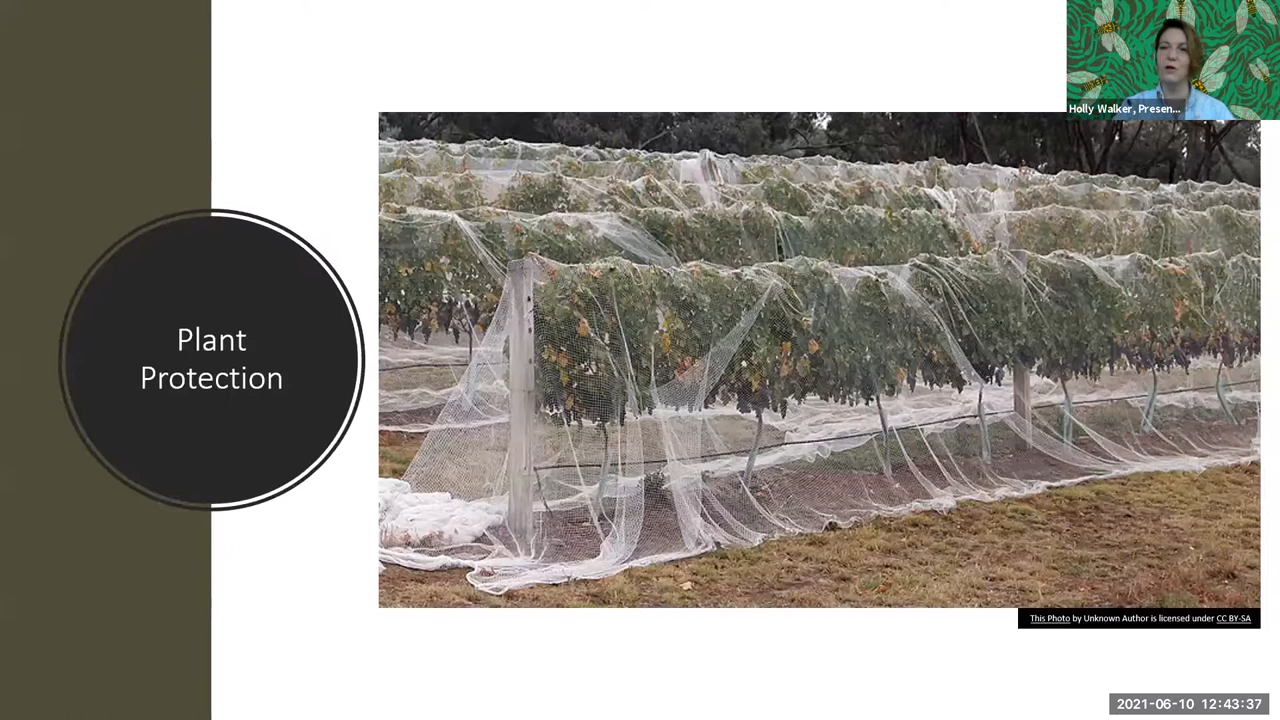 Holly Walker, Presen...
Plant
Protection
This Photo by Unknown Author is licensed under CC BY-SA
2021-06-10 12:43:37